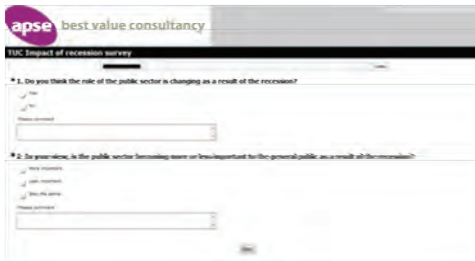 apse best value consultancy
TUC Impact of recession survey
* 1. Do you think the role of the public sector is changing as a result of the recession?
Yes
No
Please comment
* 2. In your view, is the public sector becoming more or less important to the general public as a result of the recession?
More important
Less important
Stay the same
Please comment